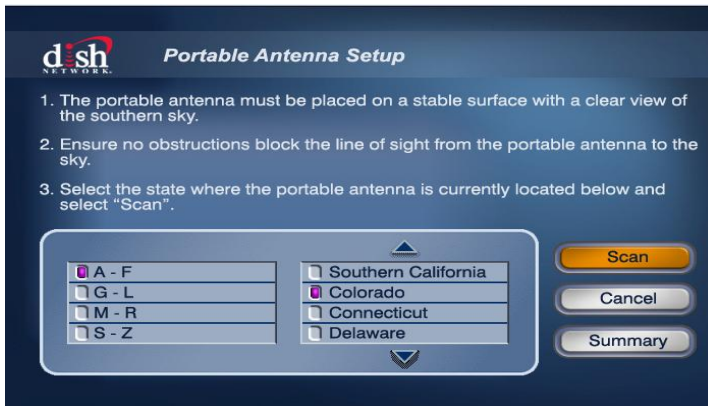 dish
NETWORK.
Portable Antenna Setup
1. The portable antenna must be placed on a stable surface with a clear view of
the southern sky.
2. Ensure no obstructions block the line of sight from the portable antenna to the
sky.
3. Select the state where the portable antenna is currently located below and
select “Scan”.
A - F
G - L
M - R
S - Z
Southern California
Colorado
Connecticut
Delaware
Scan
Cancel
Summary